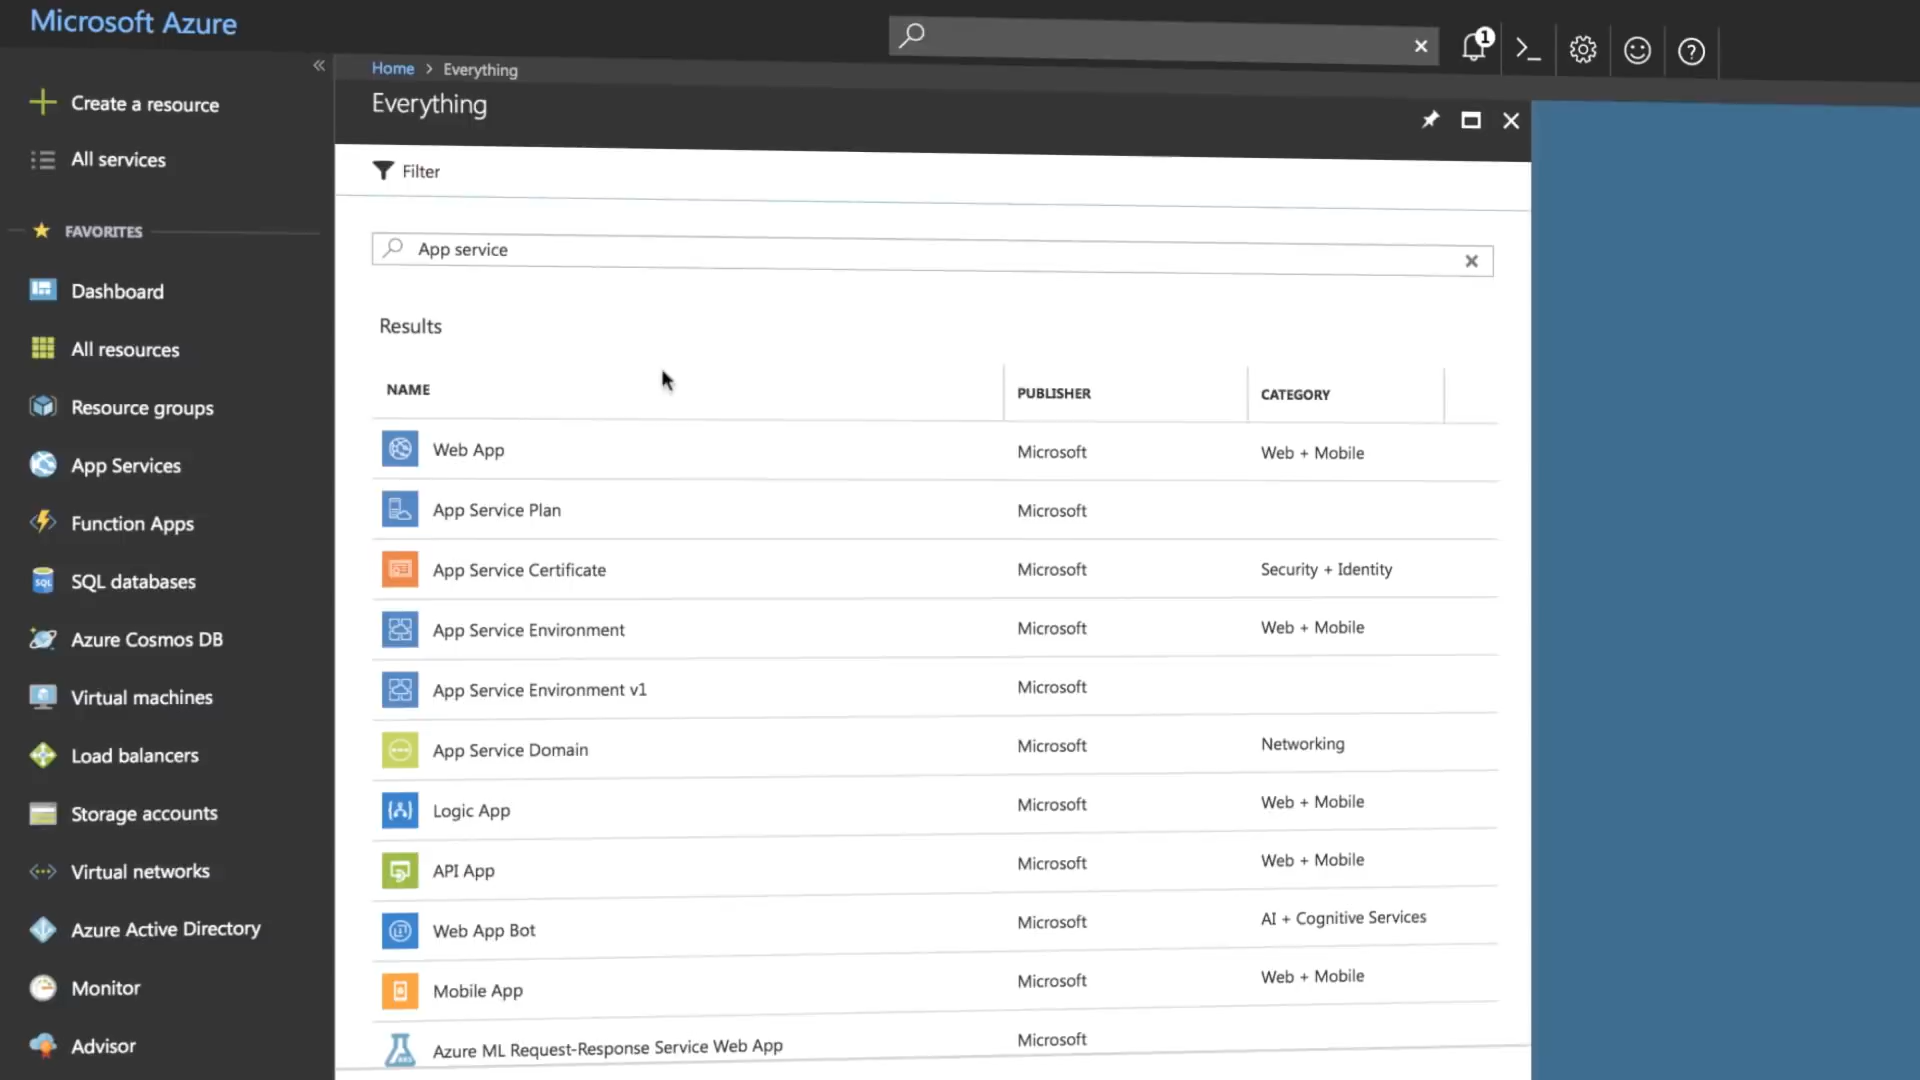 Microsoft Azure
1
Home > Everything
Everything
Create a resource
All services
FAVORITES
Dashboard
All resources
Resource groups
App Services
Function Apps
SQL
SQL databases
Azure Cosmos DB
Virtual machines
Load balancers
Storage accounts
Virtual networks
Azure Active Directory
Monitor
Advisor
Filter
App service
Results
NAME PUBLISHER CATEGORY
Web App Microsoft Web + Mobile
App Service Plan Microsoft
App Service Certificate Microsoft Security + Identity
App Service Environment Microsoft Web + Mobile
App Service Environment v1 Microsoft
App Service Domain Microsoft Networking
Logic App Microsoft Web + Mobile
API App Microsoft Web + Mobile
Web App Bot Microsoft AI + Cognitive Services
Mobile App Microsoft Web + Mobile
Azure ML Request-Response Service Web App Microsoft